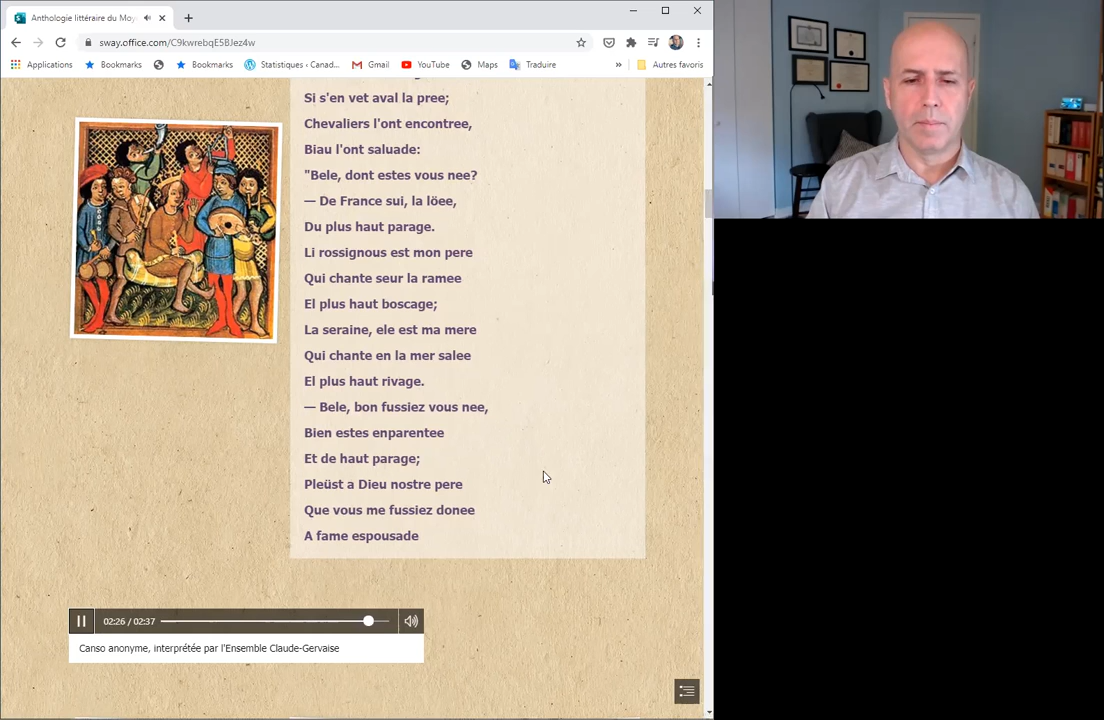 Anthologie littéraire du Moy
sway.office.com/C9kwrebqE5BJez4w
Applications
Bookmarks
Bookmarks
Statistiques ‹ Canad...
Gmail
YouTube
Maps
Traduire
»
Autres favoris
Si s'en vet aval la pree;
Chevaliers l'ont encontree,
Biau l'ont saluade:
"Bele, dont estes vous nee?
— De France sui, la löee,
Du plus haut parage.
Li rossignous est mon pere
Qui chante seur la ramee
El plus haut boscage;
La seraine, ele est ma mere
Qui chante en la mer salee
El plus haut rivage.
— Bele, bon fussiez vous nee,
Bien estes enparentee
Et de haut parage;
Pleüst a Dieu nostre pere
Que vous me fussiez donee
A fame espousade
02:26 / 02:37
Canso anonyme, interprétée par l'Ensemble Claude-Gervaise